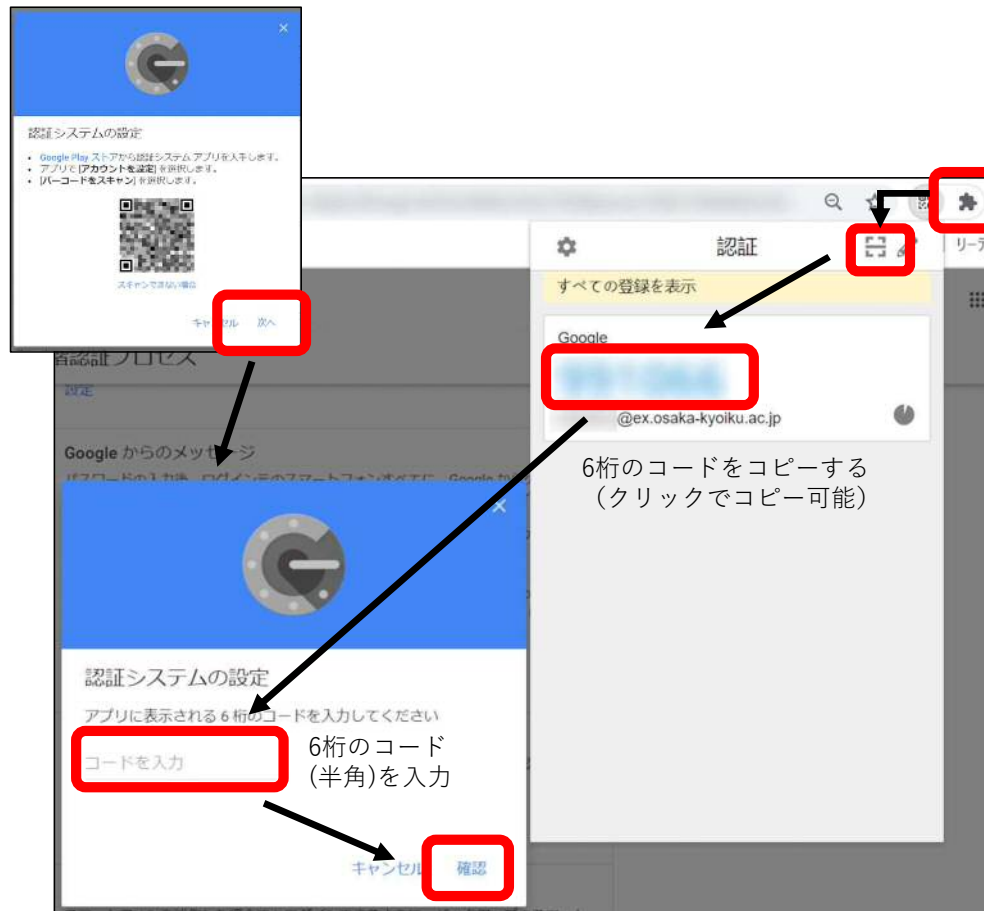 認証システムの設定
• Google Play ストアから認証システム アプリを入手します。
• アプリで [アカウントを設定] を選択します。
• [バーコードをスキャン] を選択します。
スキャンできない場合
キャンセル 次へ
認証
リーデ
すべての登録を表示
Google
@ex.osaka-kyoiku.ac.jp
6桁のコードをコピーする
（クリックでコピー可能）
認証プロセス
設定
Google からのメッセージ
認証システムの設定
アプリに表示される 6 桁のコードを入力してください
コードを入力
6桁のコード
(半角)を入力
キャンセル 確認